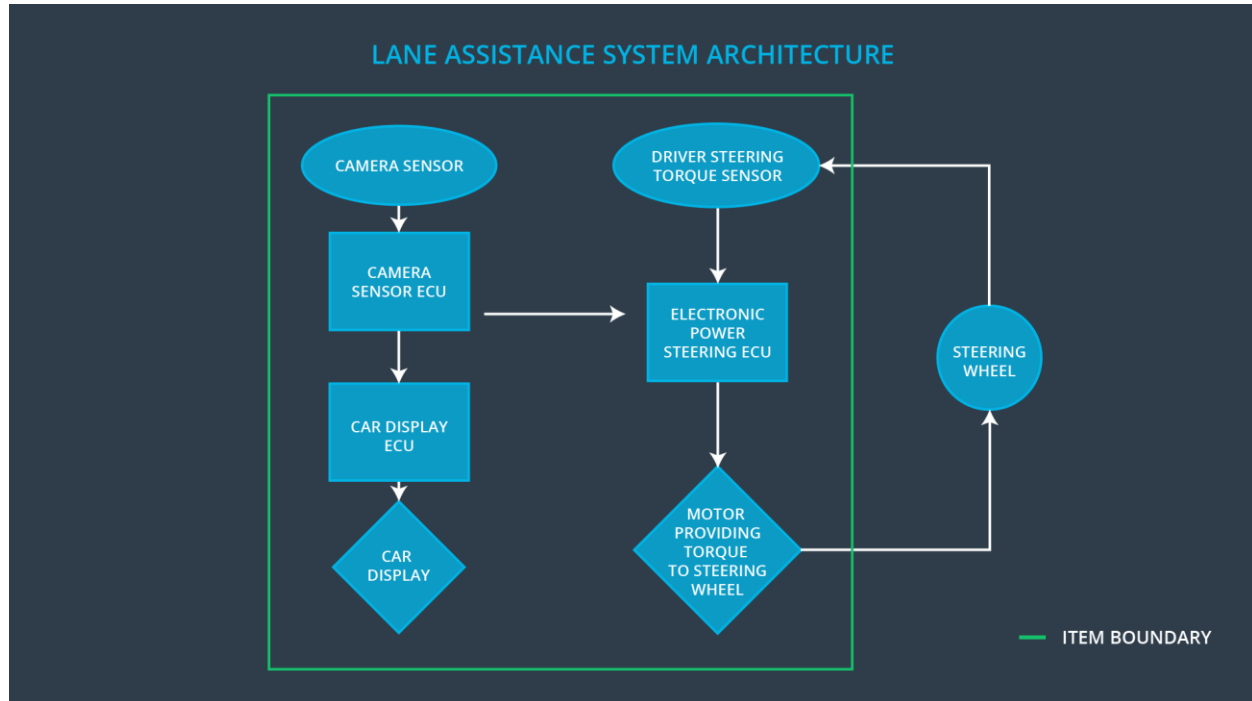 LANE ASSISTANCE SYSTEM ARCHITECTURE
CAMERA SENSOR
CAMERA
SENSOR ECU
CAR DISPLAY
ECU
CAR
DISPLAY
DRIVER STEERING
TORQUE SENSOR
ELECTRONIC
POWER
STEERING ECU
MOTOR
PROVIDING
TORQUE
TO STEERING
WHEEL
STEERING
WHEEL
ITEM BOUNDARY